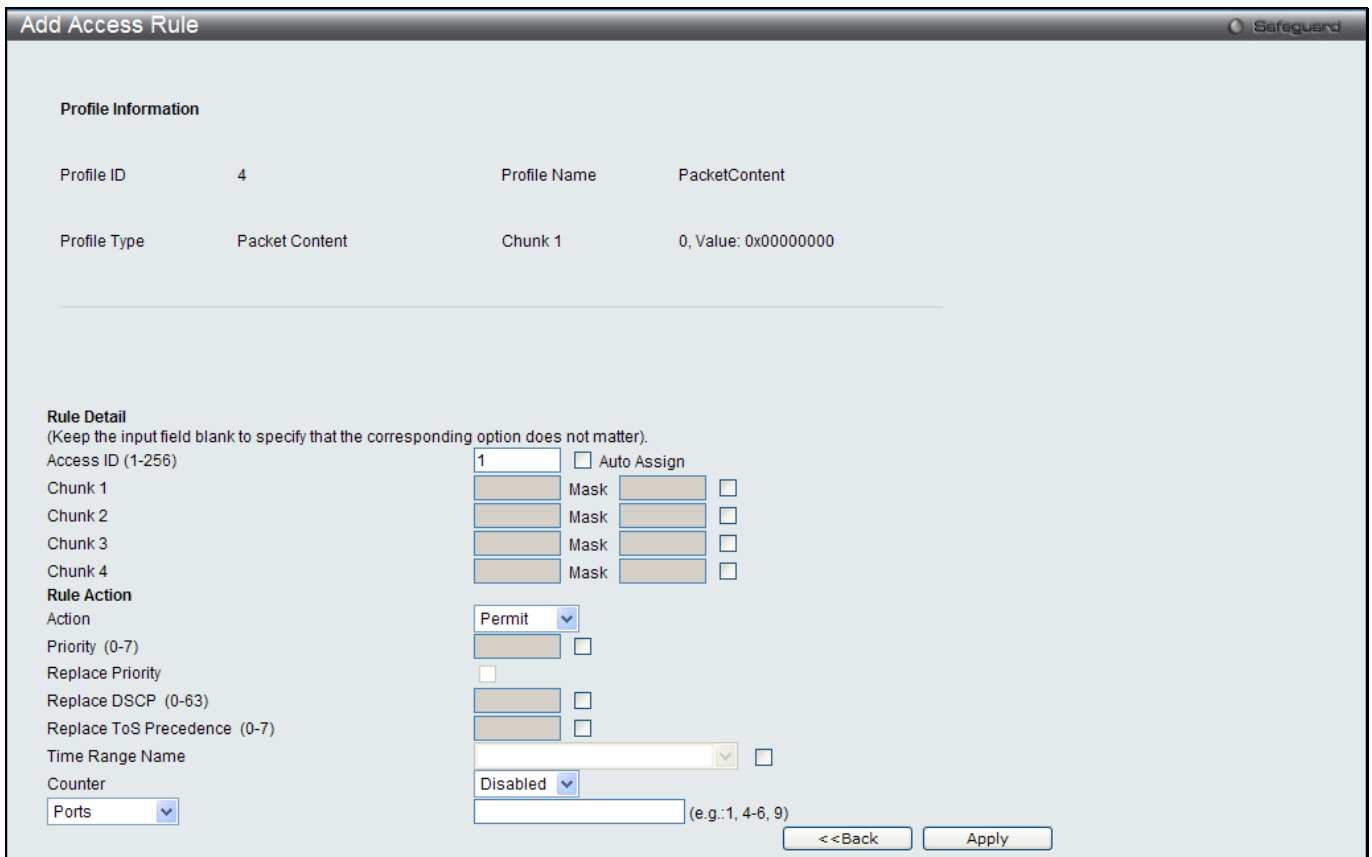 Add Access Rule Safeguard
Profile Information
Profile ID 4 Profile Name PacketContent
Profile Type Packet Content Chunk 1 0, Value: 0x00000000
Rule Detail
(Keep the input field blank to specify that the corresponding option does not matter).
Access ID (1-256) 1 Auto Assign
Chunk 1 Mask
Chunk 2 Mask
Chunk 3 Mask
Chunk 4 Mask
Rule Action
Action Permit
Priority (0-7)
Replace Priority
Replace DSCP (0-63)
Replace ToS Precedence (0-7)
Time Range Name
Counter Disabled
Ports (e.g.:1, 4-6, 9)
<<Back Apply